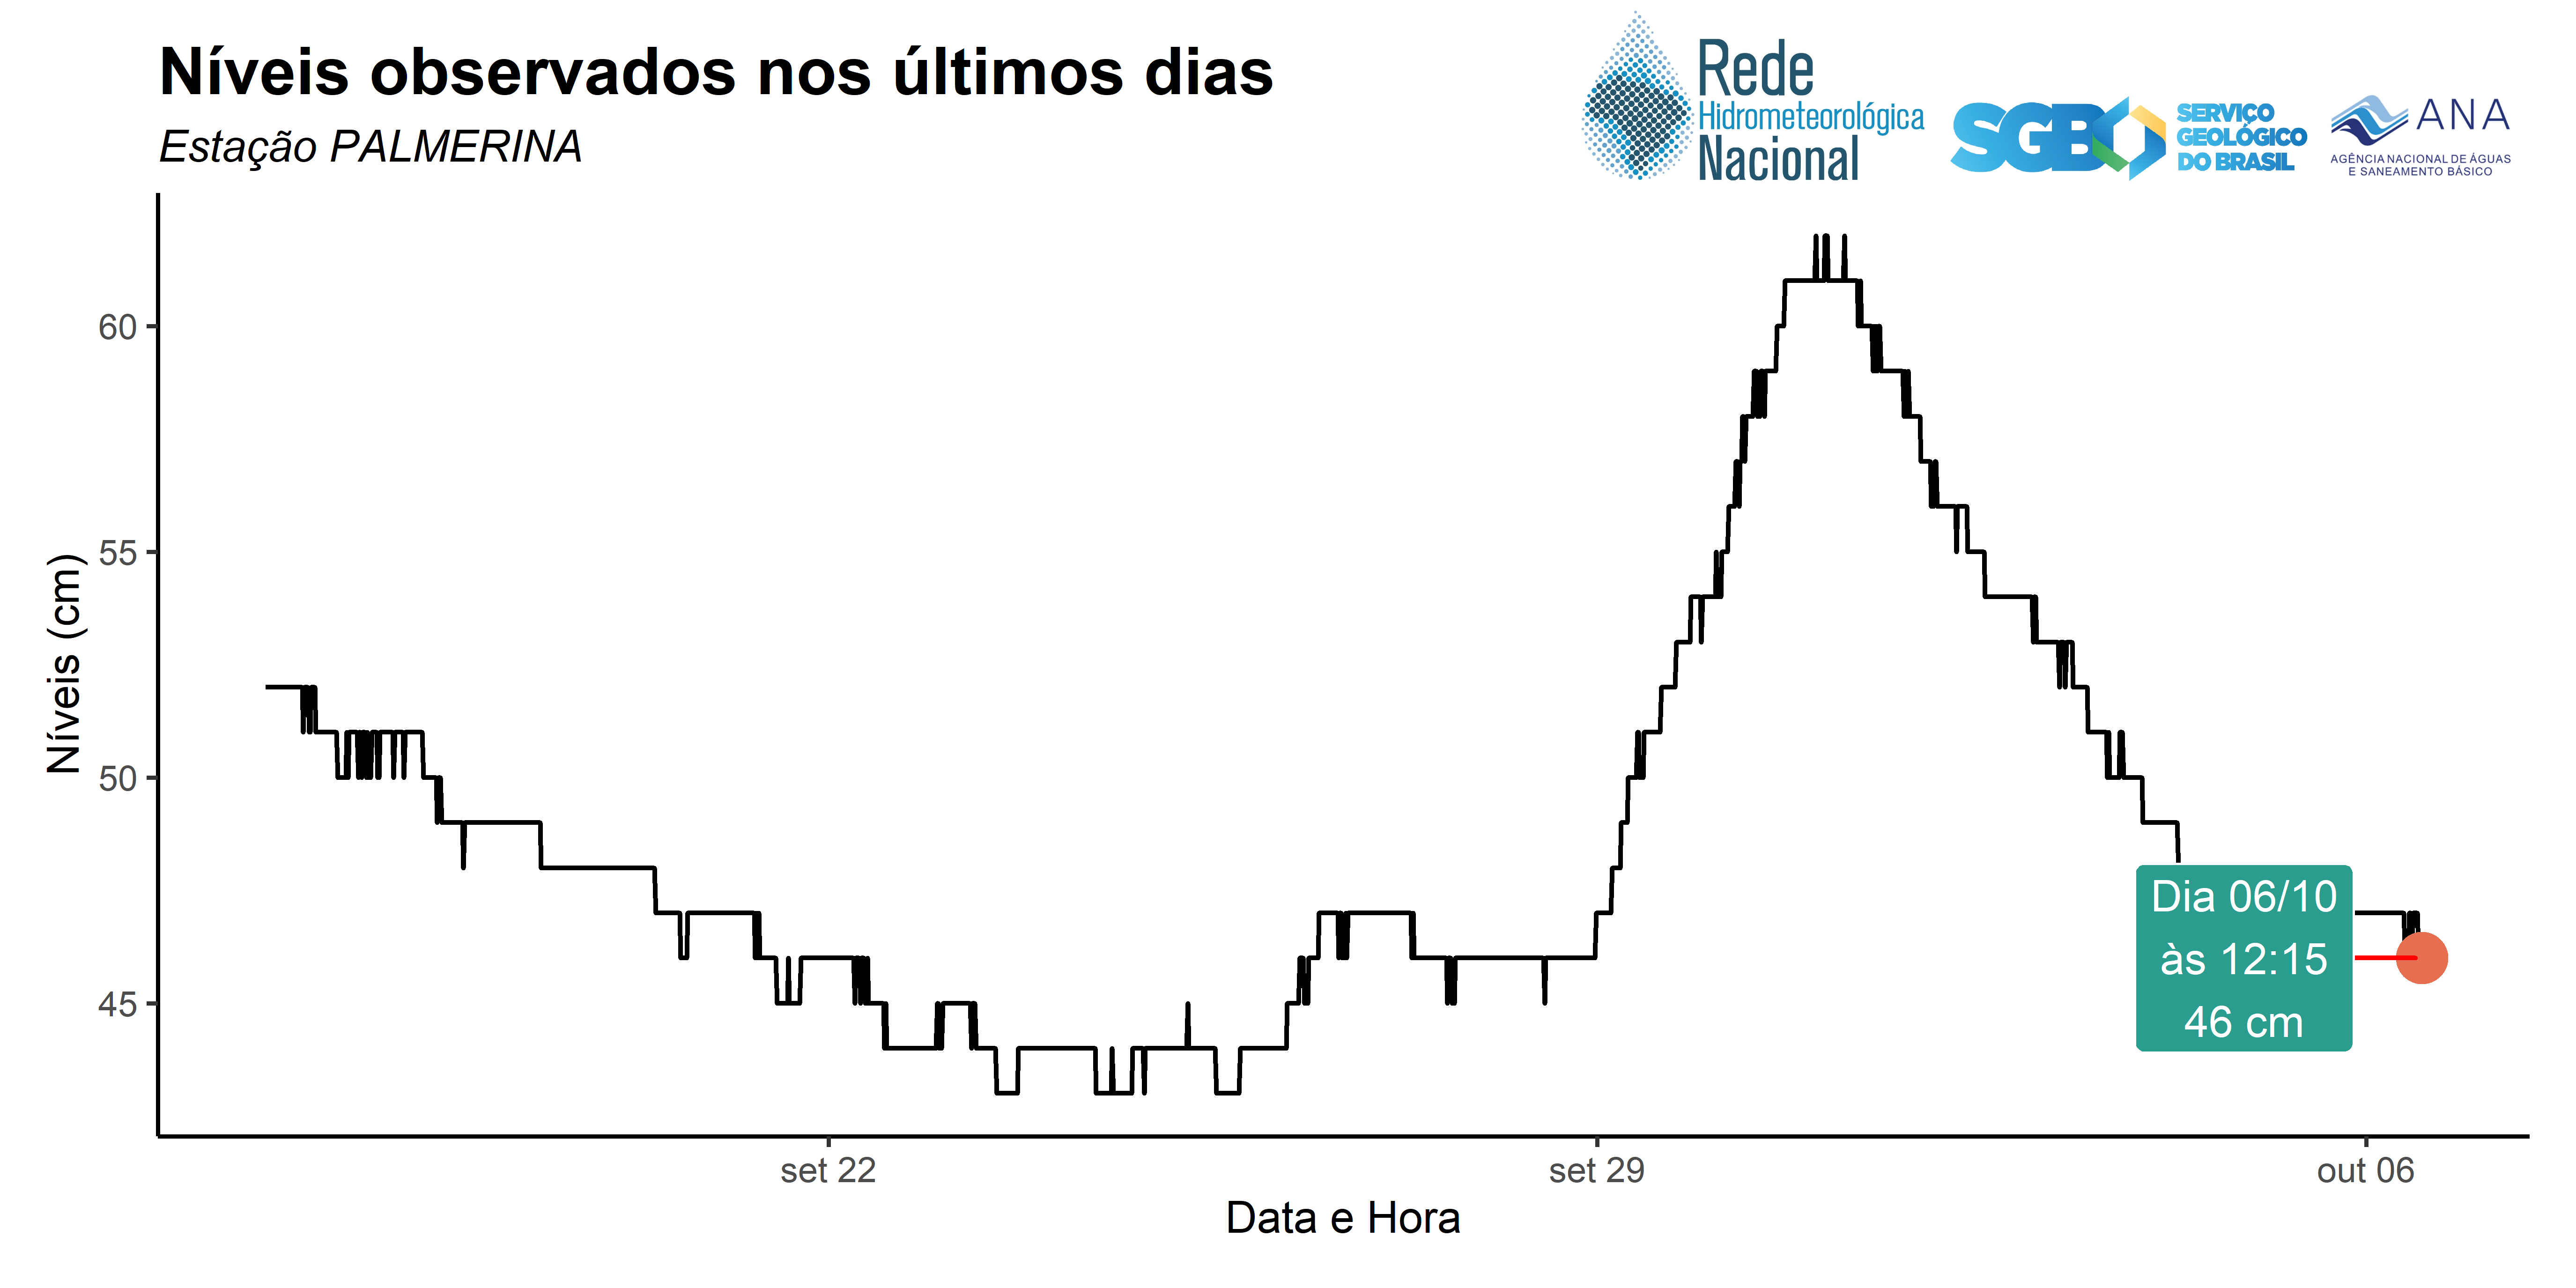 Níveis observados nos últimos dias
Estação PALMERINA
Rede
Hidrometeorológica
Nacional
SGB
SERVIÇO
GEOLÓGICO
DO BRASIL
ANA
AGÊNCIA NACIONAL DE ÁGUAS
E SANEAMENTO BÁSICO
Níveis (cm)
60
55
50
45
Dia 06/10
às 12:15
46 cm
set 22
set 29
out 06
Data e Hora